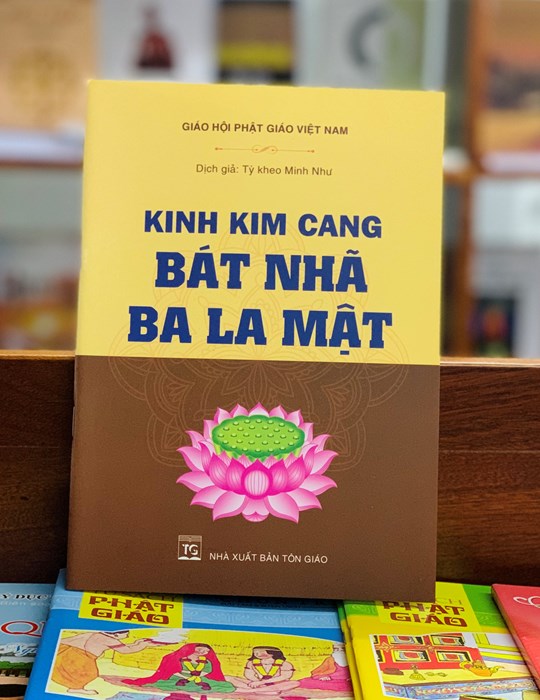 GIÁO HỘI PHẬT GIÁO VIỆT NAM
Dịch giả: Tỳ kheo Minh Như
KINH KIM CANG
BÁT NHÃ
BA LA MẬT
TG
NHÀ XUẤT BẢN TÔN GIÁO
PHẬT
GIÁO
PHẬT
GIÁO